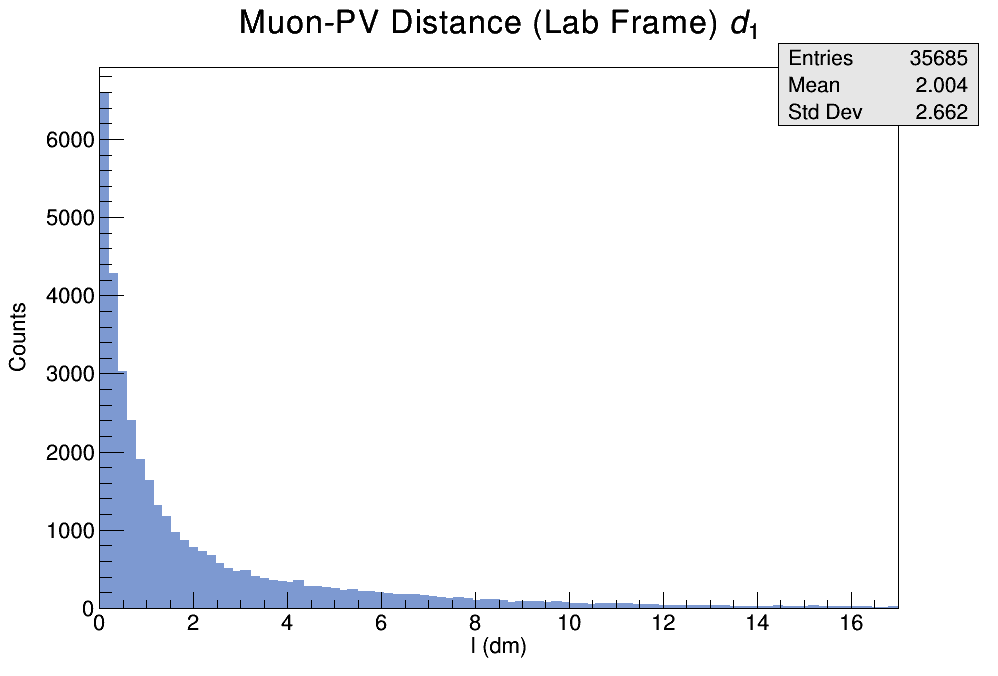 Muon-PV Distance (Lab Frame) d₁
Entries 35685
Mean 2.004
Std Dev 2.662
6000
5000
4000
3000
2000
1000
0
Counts
0 2 4 6 8 10 12 14 16
l (dm)